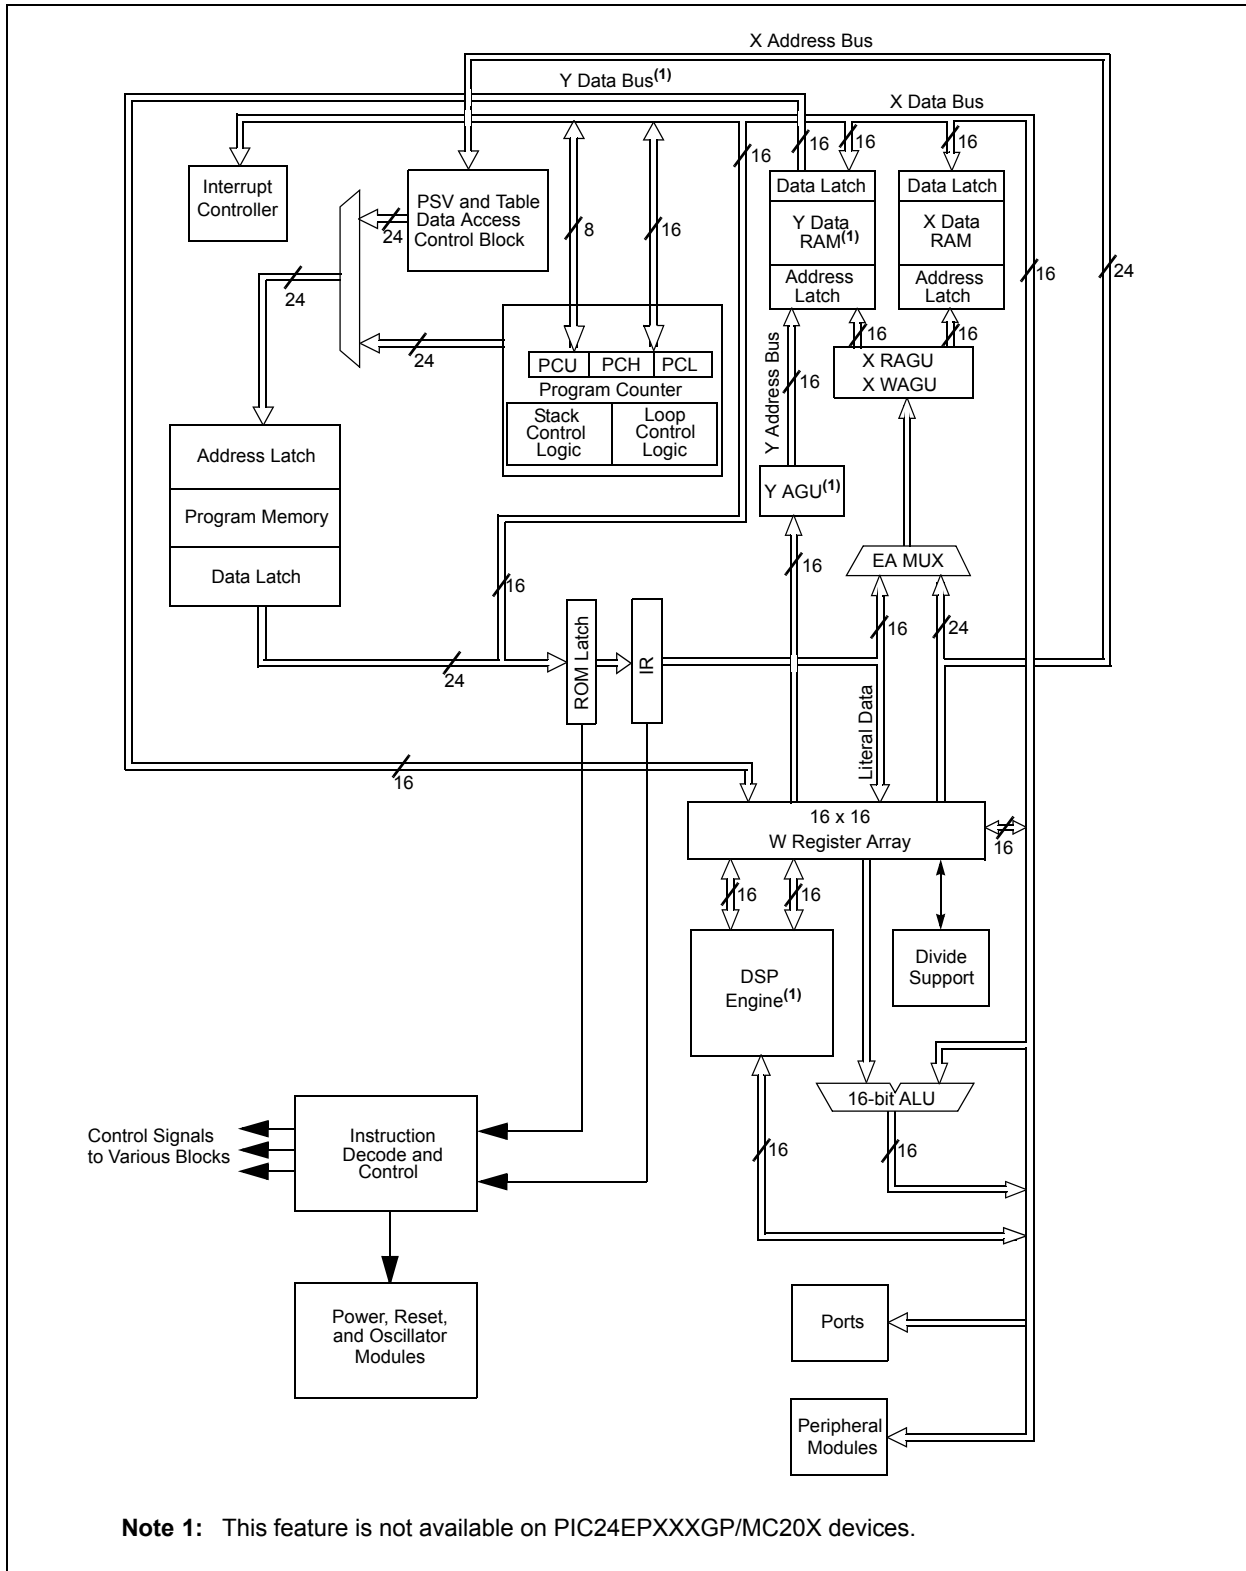 X Address Bus
Y Data Bus(1)
X Data Bus
16
16
16
16
Interrupt
Controller
PSV and Table
Data Access
Control Block
24
8
16
Data Latch
Y Data
RAM(1)
Address
Latch
Data Latch
X Data
RAM
Address
Latch
16
24
24
24
16
16
PCU
PCH
PCL
Program Counter
Stack
Control
Logic
Loop
Control
Logic
Y Address Bus
16
X RAGU
X WAGU
Address Latch
Program Memory
Data Latch
Y AGU(1)
EA MUX
16
16
16
24
24
ROM Latch
IR
Literal Data
16
16 x 16
W Register Array
16
16
16
DSP
Engine(1)
Divide
Support
16-bit ALU
16
16
Control Signals
to Various Blocks
Instruction
Decode and
Control
Power, Reset,
and Oscillator
Modules
Ports
Peripheral
Modules
Note 1: This feature is not available on PIC24EPXXXGP/MC20X devices.